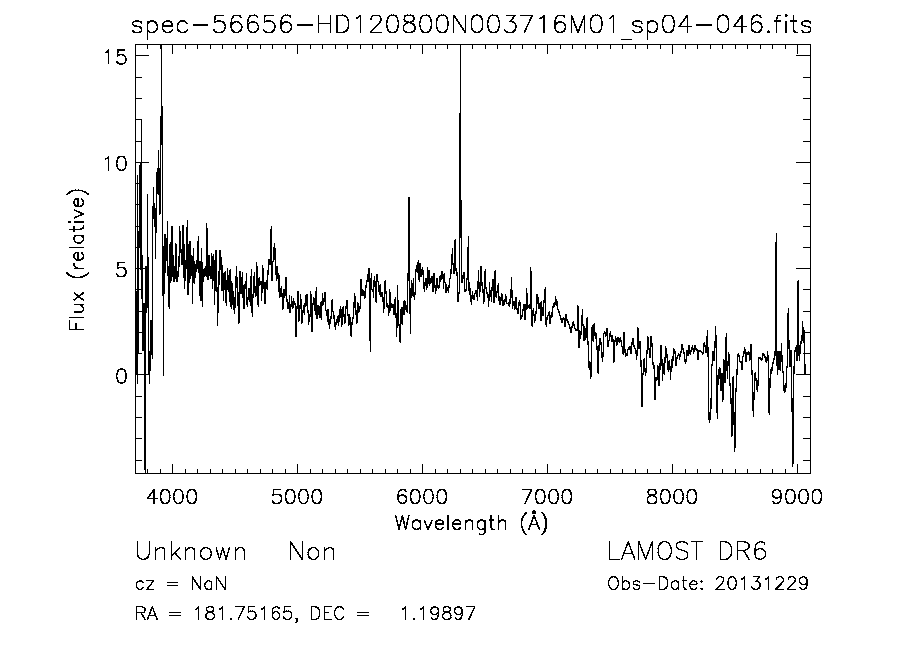 spec-56656-HD120800N003716M01_sp04-046.fits
15
10
5
0
Flux (relative)
4000 5000 6000 7000 8000 9000
Wavelength (Å)
Unknown Non LAMOST DR6
cz = NaN Obs-Date: 20131229
RA = 181.75165, DEC = 1.19897